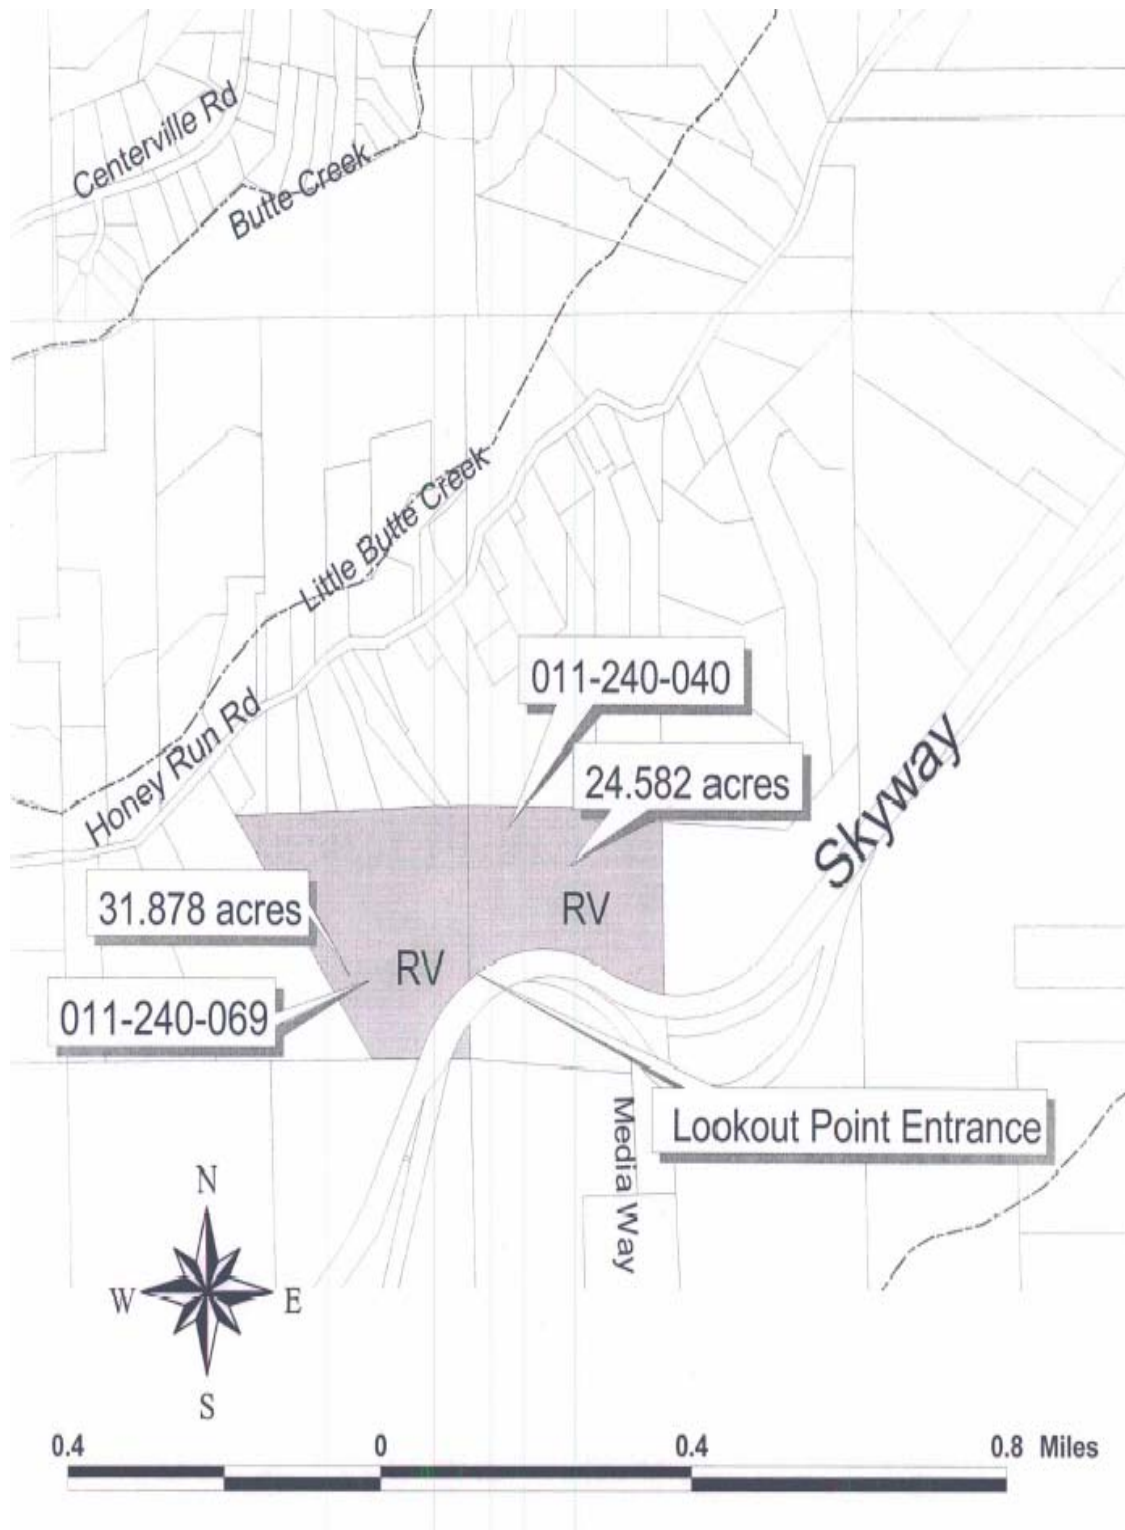 Centerville Rd
Butte Creek
Little Butte Creek
011-240-040
Honey Run Rd
24.582 acres
Skyway
31.878 acres
RV
RV
011-240-069
Lookout Point Entrance
Media Way
N
W
E
S
0.4
0
0.4
0.8 Miles